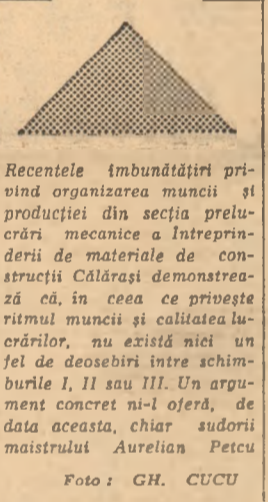 Recentele îmbunătățiri pri-
vind organizarea muncii și
producției din secția prelu-
crări mecanice a Întreprin-
derii de materiale de con-
strucții Călărași demonstrea-
ză că, în ceea ce privește
ritmul muncii și calitatea lu-
crărilor, nu există nici un
fel de deosebiri între schim-
burile I, II sau III. Un argu-
ment concret ni-l oferă, de
data aceasta, chiar sudorii
maistrului Aurelian Petcu
Foto : GH. CUCU